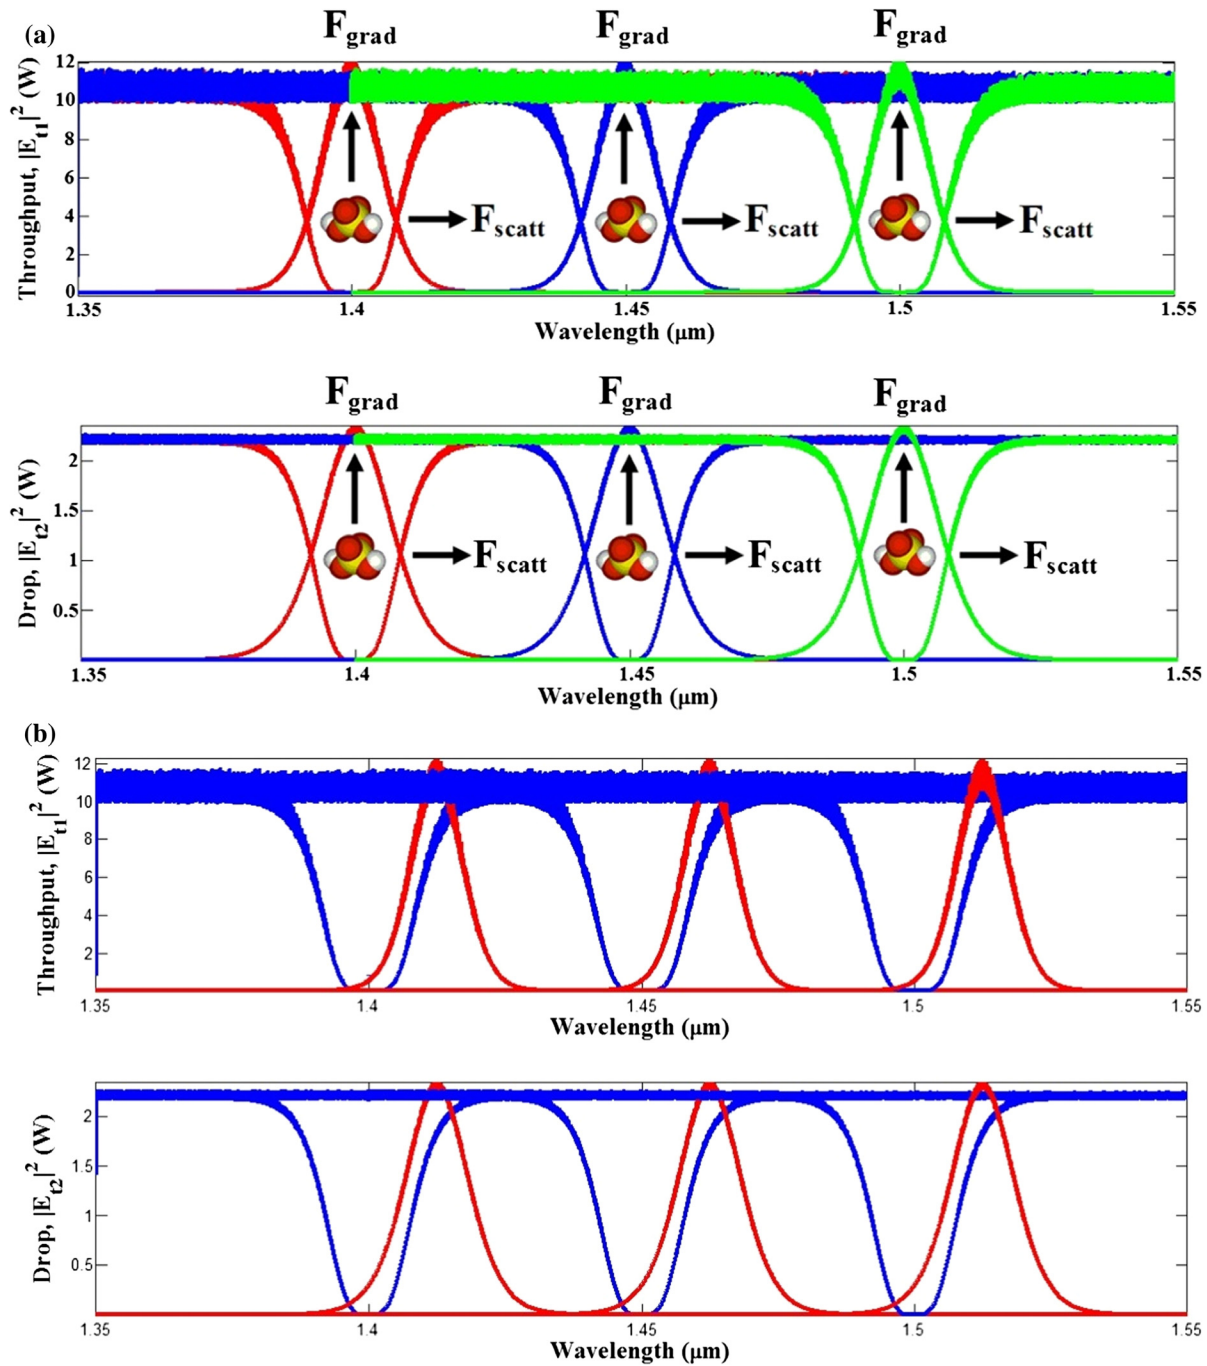 (a)
F_grad F_grad F_grad
Throughput, |E_t1|² (W)
12
10
8
6
4
2
0
F_scatt F_scatt F_scatt
1.35 1.4 1.45 1.5 1.55
Wavelength (μm)
F_grad F_grad F_grad
Drop, |E_t2|² (W)
2
1.5
1
0.5
F_scatt F_scatt F_scatt
1.35 1.4 1.45 1.5 1.55
Wavelength (μm)
(b)
Throughput, |E_t1|² (W)
12
10
8
6
4
2
1.35 1.4 1.45 1.5 1.55
Wavelength (μm)
Drop, |E_t2|² (W)
2
1.5
1
0.5
1.35 1.4 1.45 1.5 1.55
Wavelength (μm)